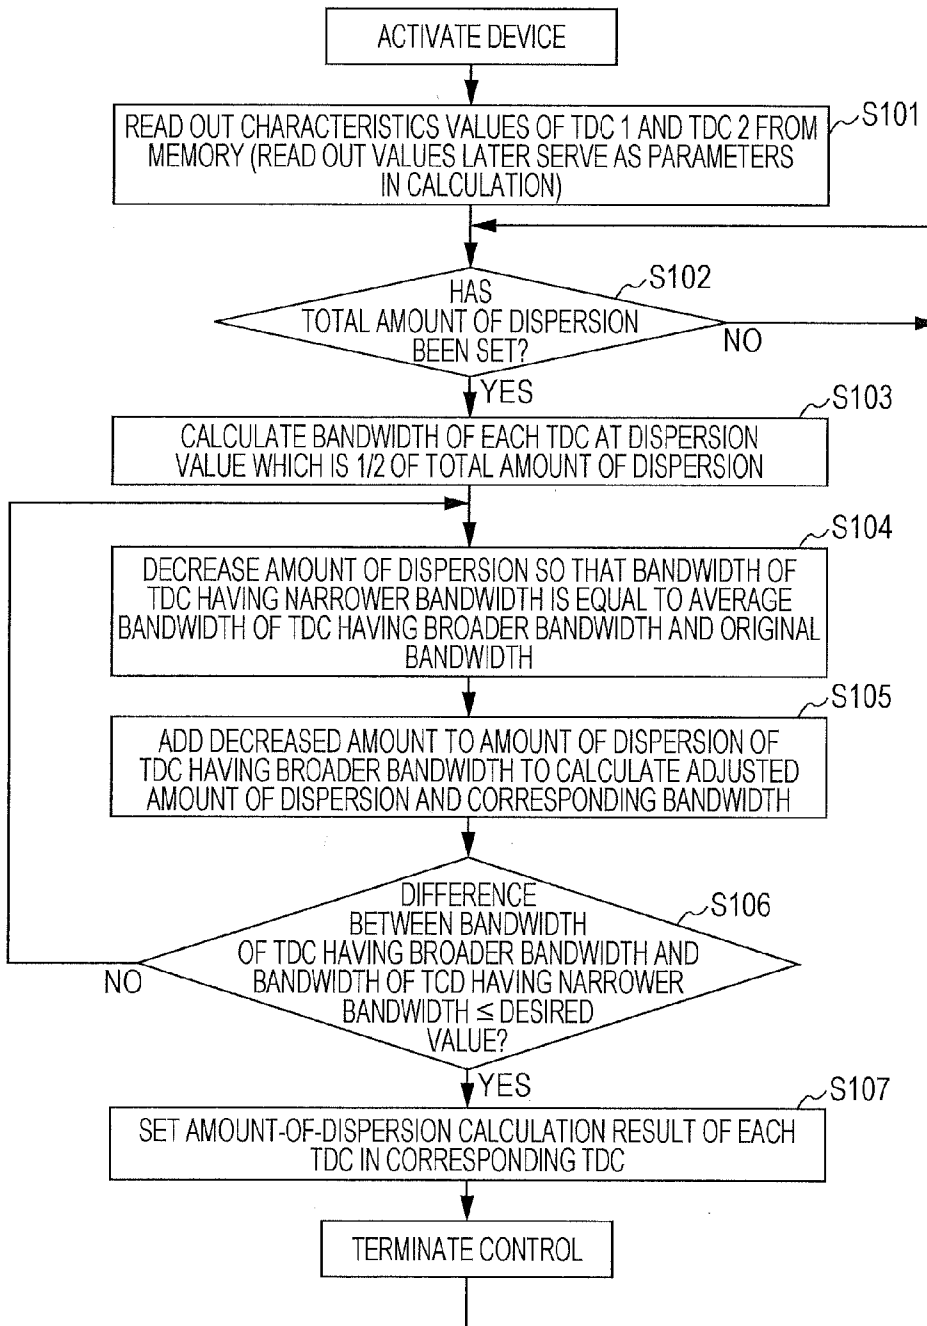 ACTIVATE DEVICE
S101
READ OUT CHARACTERISTICS VALUES OF TDC 1 AND TDC 2 FROM
MEMORY (READ OUT VALUES LATER SERVE AS PARAMETERS
IN CALCULATION)
S102
HAS
TOTAL AMOUNT OF DISPERSION
BEEN SET?
NO
YES
S103
CALCULATE BANDWIDTH OF EACH TDC AT DISPERSION
VALUE WHICH IS 1/2 OF TOTAL AMOUNT OF DISPERSION
S104
DECREASE AMOUNT OF DISPERSION SO THAT BANDWIDTH OF
TDC HAVING NARROWER BANDWIDTH IS EQUAL TO AVERAGE
BANDWIDTH OF TDC HAVING BROADER BANDWIDTH AND ORIGINAL
BANDWIDTH
S105
ADD DECREASED AMOUNT TO AMOUNT OF DISPERSION OF
TDC HAVING BROADER BANDWIDTH TO CALCULATE ADJUSTED
AMOUNT OF DISPERSION AND CORRESPONDING BANDWIDTH
S106
DIFFERENCE
BETWEEN BANDWIDTH
OF TDC HAVING BROADER BANDWIDTH AND
BANDWIDTH OF TCD HAVING NARROWER
BANDWIDTH ≤ DESIRED
VALUE?
NO
YES
S107
SET AMOUNT-OF-DISPERSION CALCULATION RESULT OF EACH
TDC IN CORRESPONDING TDC
TERMINATE CONTROL